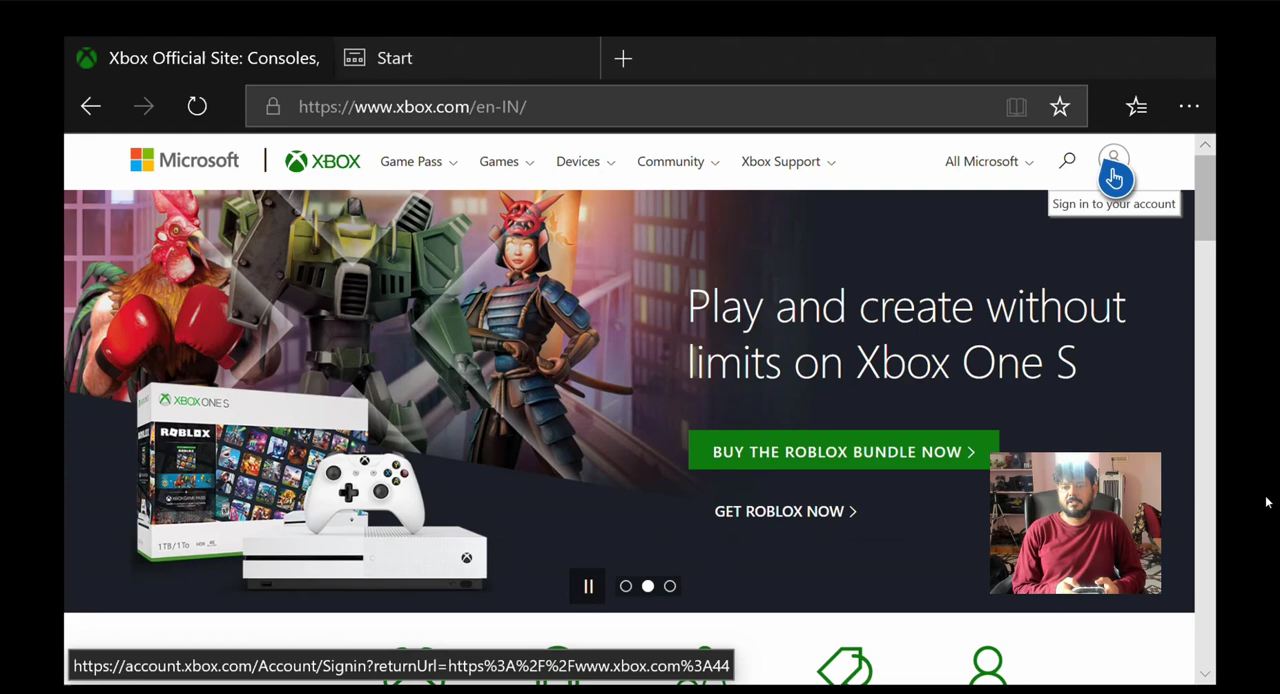 Xbox Official Site: Consoles,
Start
https://www.xbox.com/en-IN/
Microsoft
XBOX
Game Pass
Games
Devices
Community
Xbox Support
All Microsoft
Sign in to your account
Play and create without
limits on Xbox One S
XBOX ONE S
ROBLOX
BUY THE ROBLOX BUNDLE NOW
GET ROBLOX NOW
1TB/1To
https://account.xbox.com/Account/Signin?returnUrl=https%3A%2F%2Fwww.xbox.com%3A44